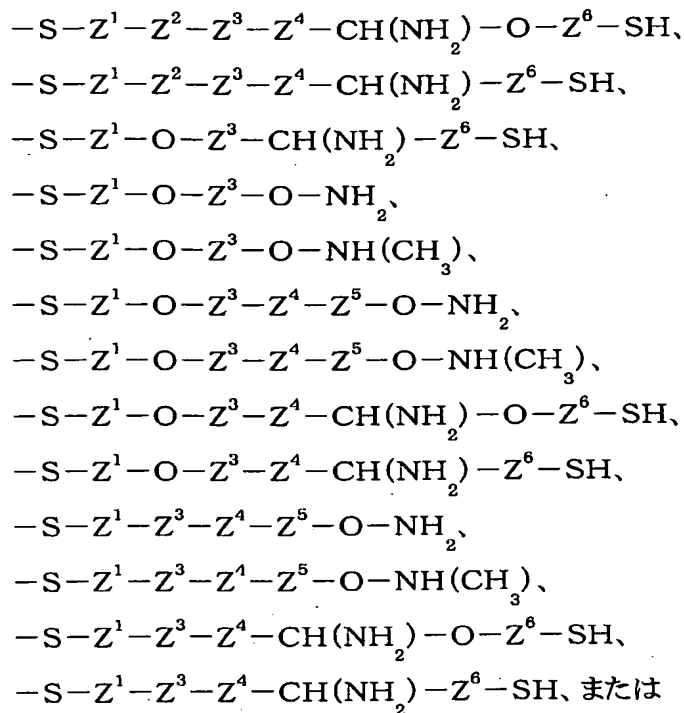 −S−Z¹−Z²−Z³−Z⁴−CH(NH₂)−O−Z⁶−SH、
−S−Z¹−Z²−Z³−Z⁴−CH(NH₂)−Z⁶−SH、
−S−Z¹−O−Z³−CH(NH₂)−Z⁶−SH、
−S−Z¹−O−Z³−O−NH₂、
−S−Z¹−O−Z³−O−NH(CH₃)、
−S−Z¹−O−Z³−Z⁴−Z⁵−O−NH₂、
−S−Z¹−O−Z³−Z⁴−Z⁵−O−NH(CH₃)、
−S−Z¹−O−Z³−Z⁴−CH(NH₂)−O−Z⁶−SH、
−S−Z¹−O−Z³−Z⁴−CH(NH₂)−Z⁶−SH、
−S−Z¹−Z³−Z⁴−Z⁵−O−NH₂、
−S−Z¹−Z³−Z⁴−Z⁵−O−NH(CH₃)、
−S−Z¹−Z³−Z⁴−CH(NH₂)−O−Z⁶−SH、
−S−Z¹−Z³−Z⁴−CH(NH₂)−Z⁶−SH、または